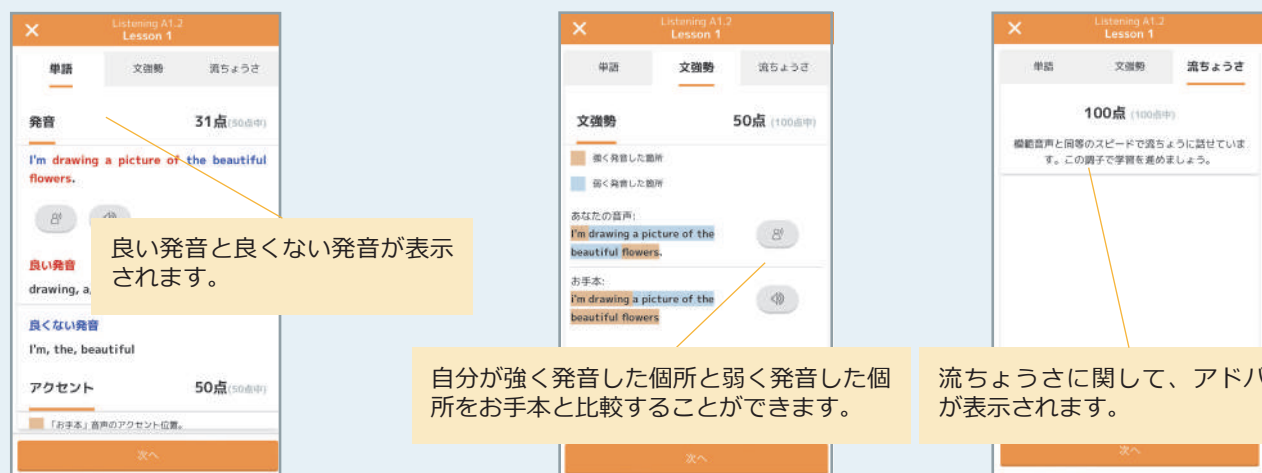 Listening A1.2
Lesson 1
単語 文強勢 流ちょうさ
発音 31点(50点中)
I'm drawing a picture of the beautiful
flowers.
良い発音
drawing, a,
良くない発音
I'm, the, beautiful
アクセント 50点(50点中)
「お手本」音声のアクセント位置。
次へ
良い発音と良くない発音が表示
されます。
Listening A1.2
Lesson 1
単語 文強勢 流ちょうさ
文強勢 50点 (100点中)
強く発音した箇所
弱く発音した箇所
あなたの音声:
I'm drawing a picture of the
beautiful flowers.
お手本:
i'm drawing a picture of the
beautiful flowers
次へ
自分が強く発音した個所と弱く発音した個
所をお手本と比較することができます。
Listening A1.2
Lesson 1
単語 文強勢 流ちょうさ
100点 (100点中)
模範音声と同等のスピードで流ちょうに話せていま
す。この調子で学習を進めましょう。
次へ
流ちょうさに関して、アドバ
が表示されます。